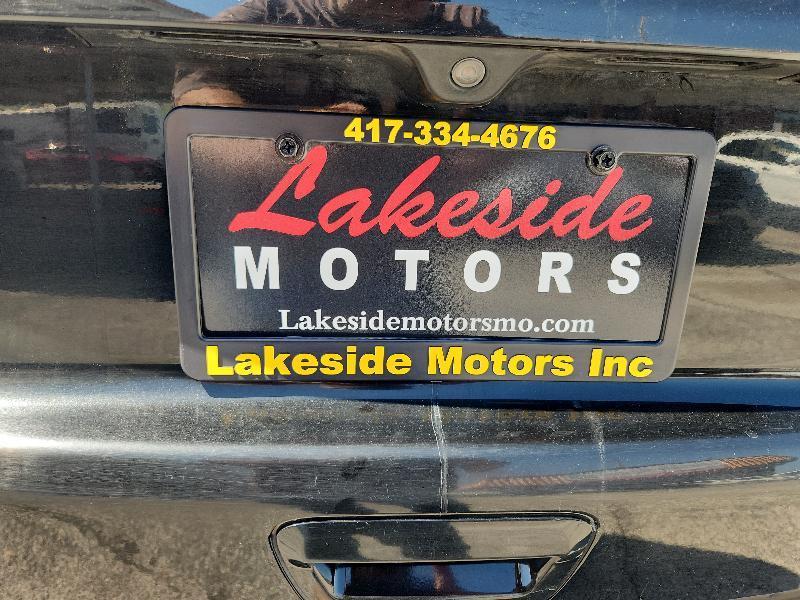 417-334-4676
Lakeside
MOTORS
Lakesidemotorsmo.com
Lakeside Motors Inc